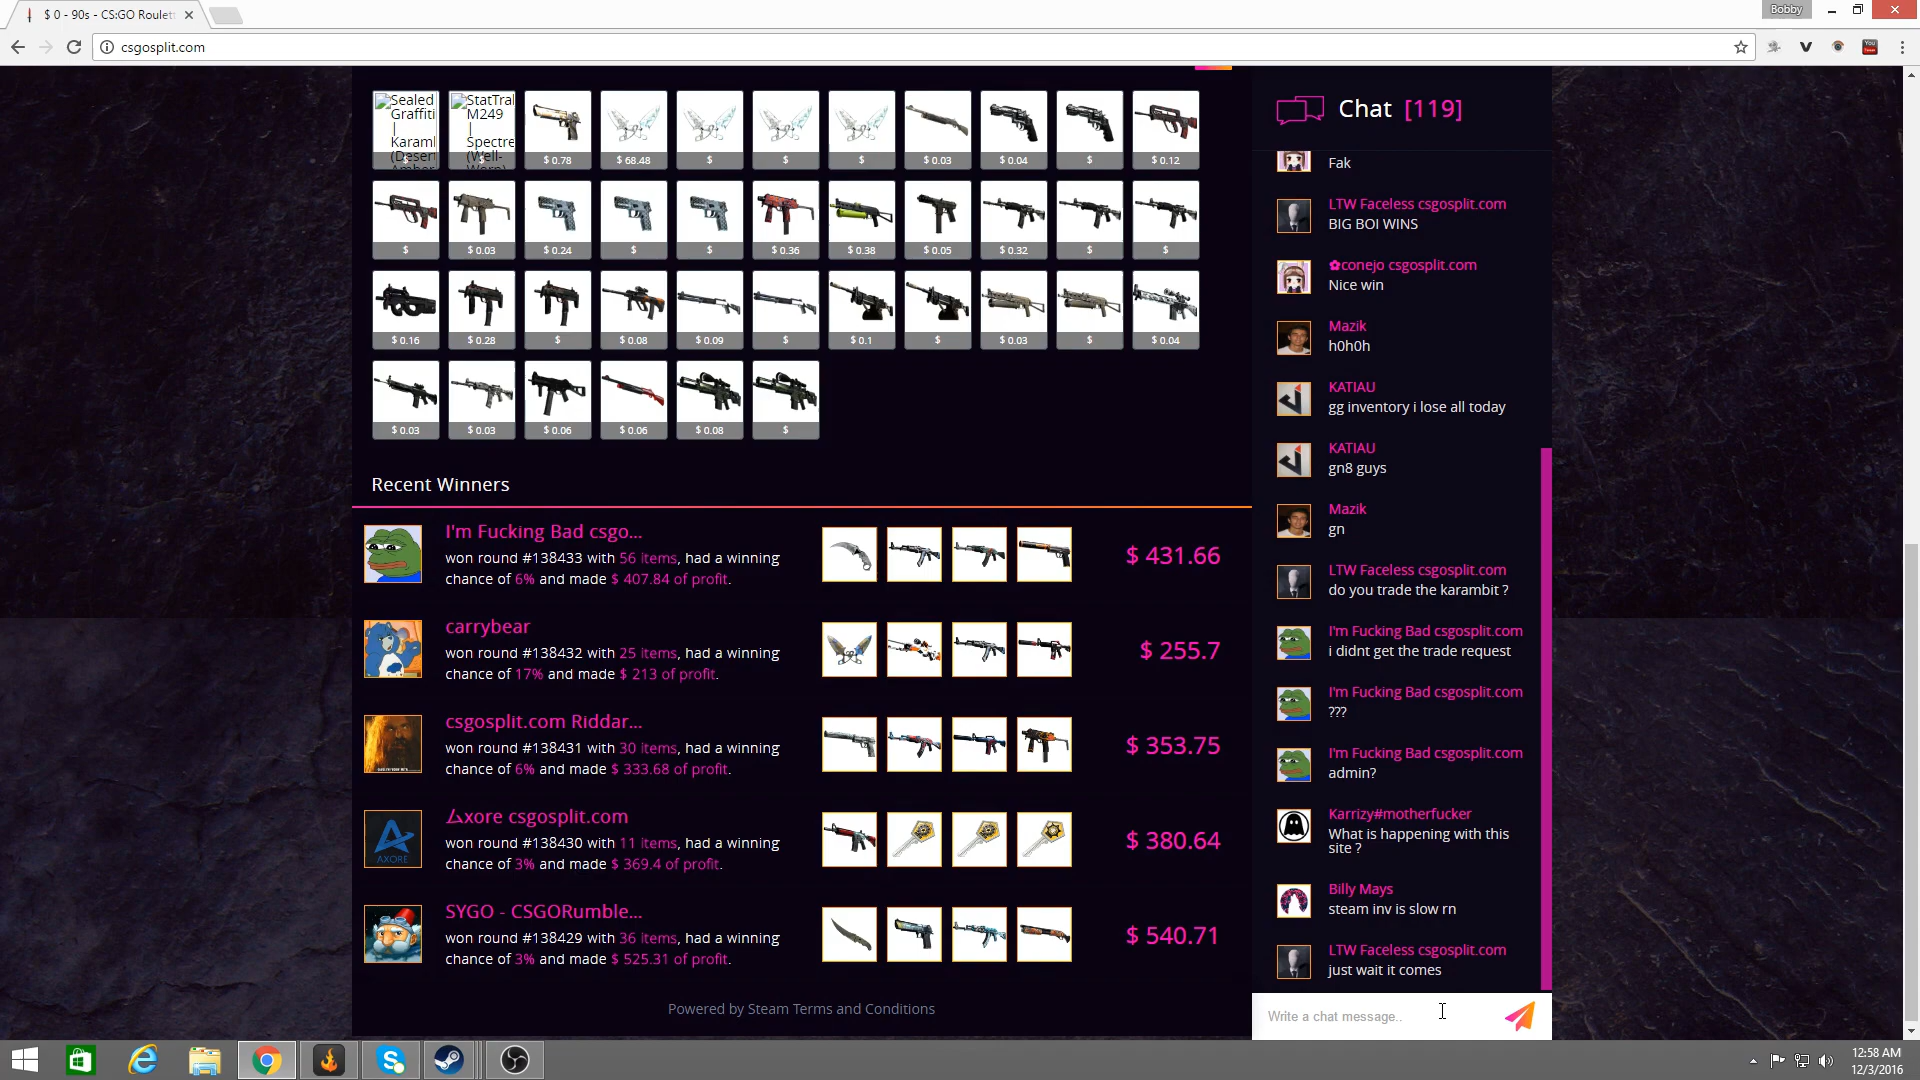 $ 0 - 90s - CS:GO Roulett
Bobby
csgosplit.com
Sealed
Graffiti
|
Karaml
(Desert
StatTral
M249
|
Spectre
(Well-
Worn)
$ 0.78
$ 68.48
$
$
$
$ 0.03
$ 0.04
$
$ 0.12
$
$ 0.03
$ 0.24
$
$
$ 0.36
$ 0.38
$ 0.05
$ 0.32
$
$
$ 0.16
$ 0.28
$
$ 0.08
$ 0.09
$
$ 0.1
$
$ 0.03
$
$ 0.04
$ 0.03
$ 0.03
$ 0.06
$ 0.06
$ 0.08
$
Recent Winners
I'm Fucking Bad csgo...
won round #138433 with 56 items, had a winning
chance of 6% and made $ 407.84 of profit.
$ 431.66
carrybear
won round #138432 with 25 items, had a winning
chance of 17% and made $ 213 of profit.
$ 255.7
csgosplit.com Riddar...
won round #138431 with 30 items, had a winning
chance of 6% and made $ 333.68 of profit.
$ 353.75
AXORE
厶xore csgosplit.com
won round #138430 with 11 items, had a winning
chance of 3% and made $ 369.4 of profit.
$ 380.64
SYGO - CSGORumble...
won round #138429 with 36 items, had a winning
chance of 3% and made $ 525.31 of profit.
$ 540.71
Powered by Steam Terms and Conditions
Chat [119]
Fak
LTW Faceless csgosplit.com
BIG BOI WINS
✿conejo csgosplit.com
Nice win
Mazik
h0h0h
KATIAU
gg inventory i lose all today
KATIAU
gn8 guys
Mazik
gn
LTW Faceless csgosplit.com
do you trade the karambit ?
I'm Fucking Bad csgosplit.com
i didnt get the trade request
I'm Fucking Bad csgosplit.com
???
I'm Fucking Bad csgosplit.com
admin?
Karrizy#motherfucker
What is happening with this
site ?
Billy Mays
steam inv is slow rn
LTW Faceless csgosplit.com
just wait it comes
Write a chat message..
12:58 AM
12/3/2016